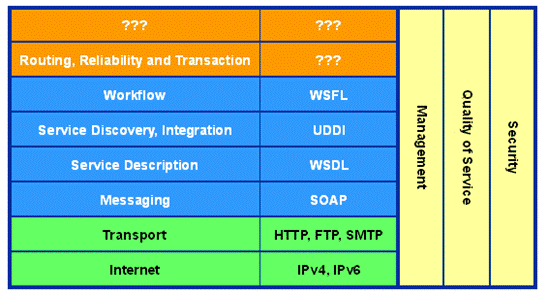 ??? ???
Routing, Reliability and Transaction ???
Workflow WSFL
Service Discovery, Integration UDDI
Service Description WSDL
Messaging SOAP
Transport HTTP, FTP, SMTP
Internet IPv4, IPv6
Management
Quality of Service
Security